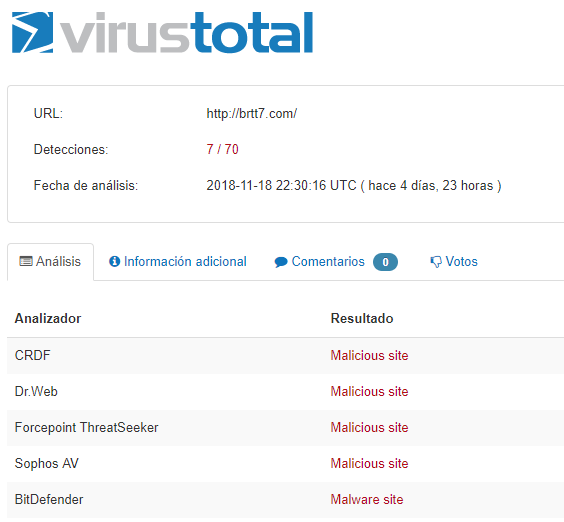 virustotal
URL: http://brtt7.com/
Detecciones: 7 / 70
Fecha de análisis: 2018-11-18 22:30:16 UTC ( hace 4 días, 23 horas )
Análisis Información adicional Comentarios 0 Votos
Analizador Resultado
CRDF Malicious site
Dr.Web Malicious site
Forcepoint ThreatSeeker Malicious site
Sophos AV Malicious site
BitDefender Malware site